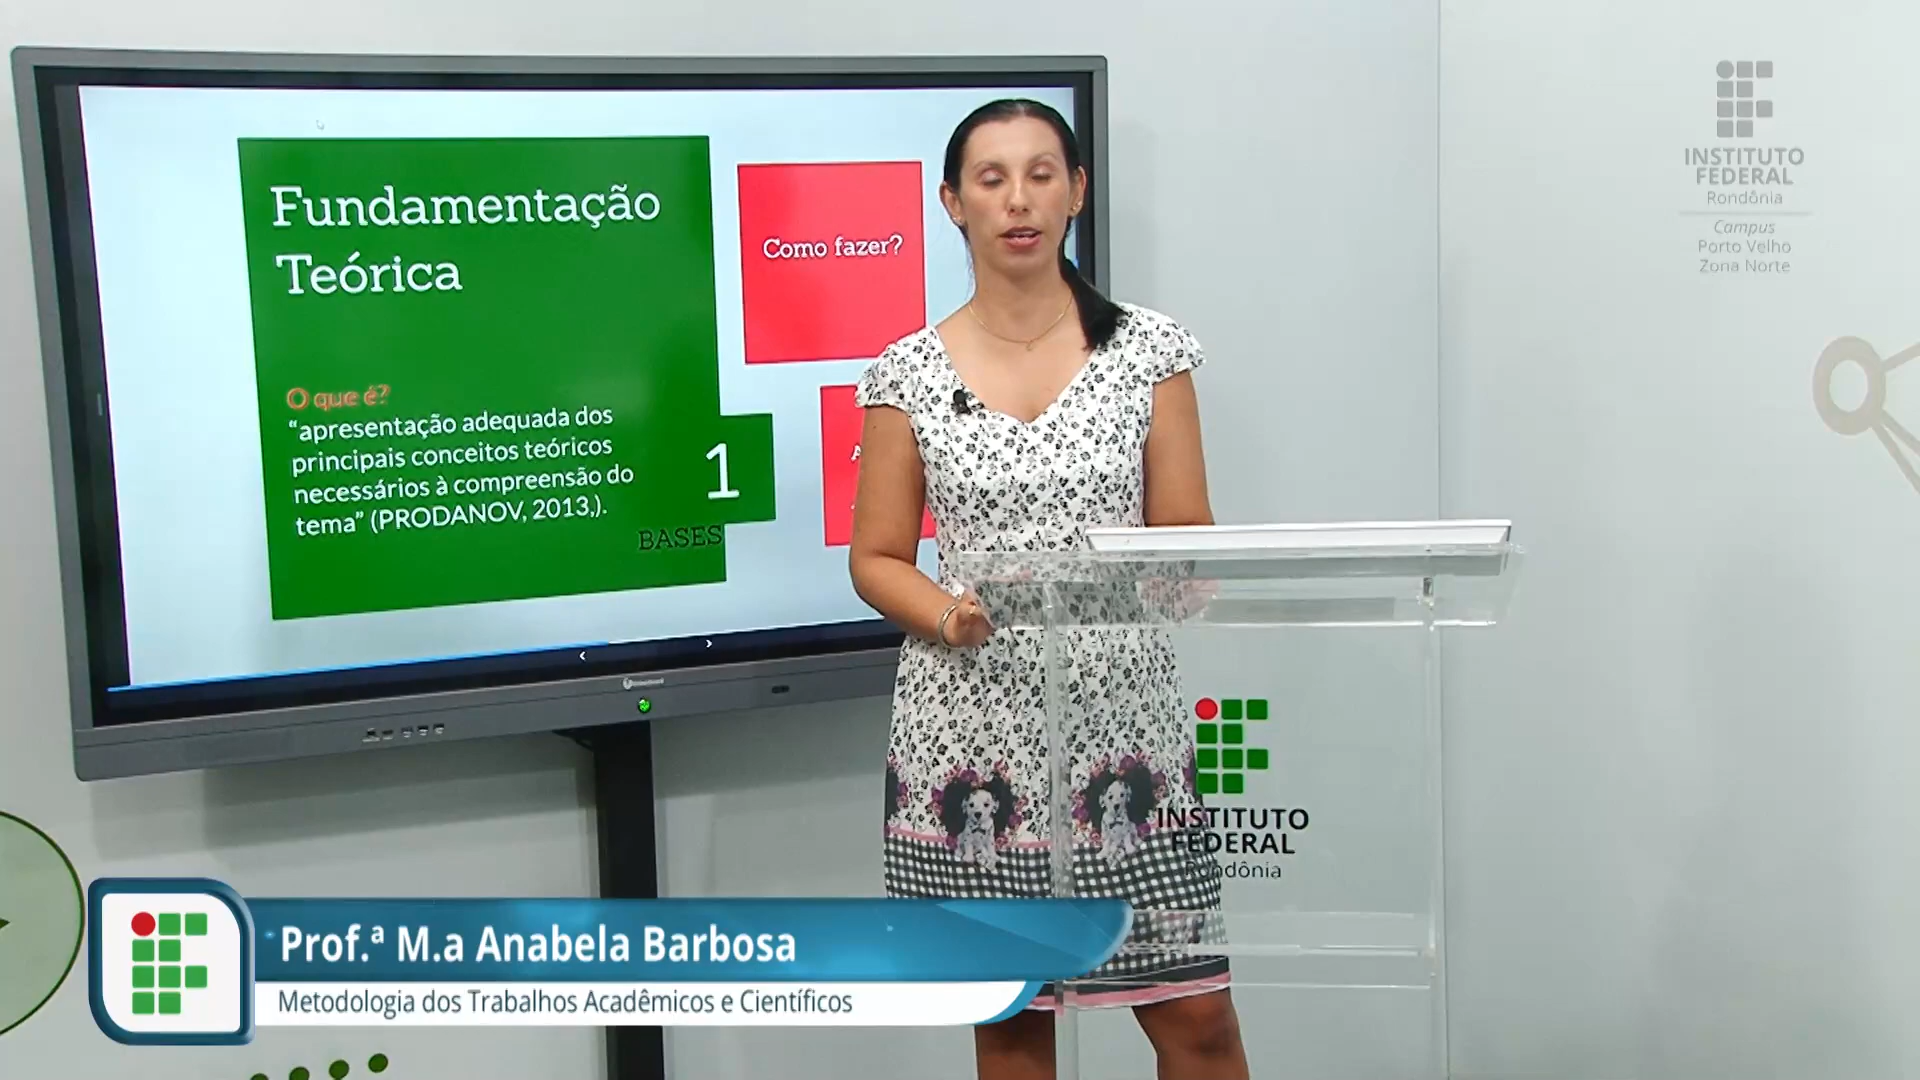 Fundamentação
Teórica
O que é?
“apresentação adequada dos
principais conceitos teóricos
necessários à compreensão do
tema” (PRODANOV, 2013,).
1
BASES
Como fazer?
INSTITUTO
FEDERAL
Rondônia
Campus
Porto Velho
Zona Norte
INSTITUTO
FEDERAL
Rondônia
Prof.ª M.a Anabela Barbosa
Metodologia dos Trabalhos Acadêmicos e Científicos